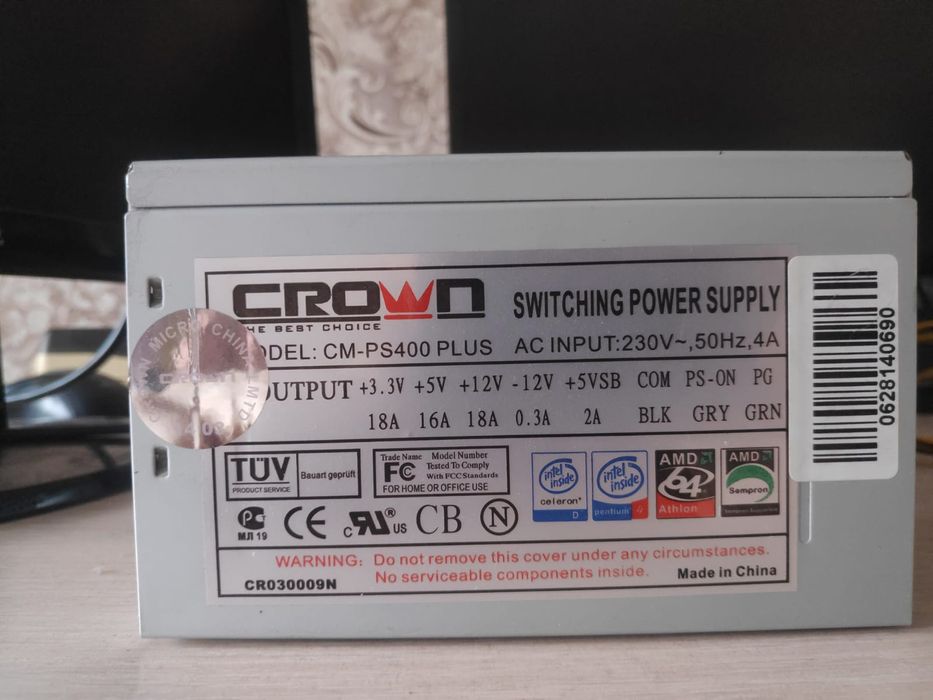 CROWN
THE BEST CHOICE
SWITCHING POWER SUPPLY
MODEL: CM-PS400 PLUS
AC INPUT:230V~,50Hz,4A
OUTPUT +3.3V +5V +12V -12V +5VSB COM PS-ON PG
18A 16A 18A 0.3A 2A BLK GRY GRN
TÜV
PRODUCT SERVICE
Bauart geprüft
Trade Name
FC
Model Number
Tested To Comply
With FCC Standards
FOR HOME OR OFFICE USE
intel inside
celeron
D
intel inside
pentium 4
AMD
64
Athlon
AMD
Sempron
МЛ 19
CE
c RU ® US
CB
N
WARNING: Do not remove this cover under any circumstances.
No serviceable components inside.
CR030009N
Made in China
0628140690